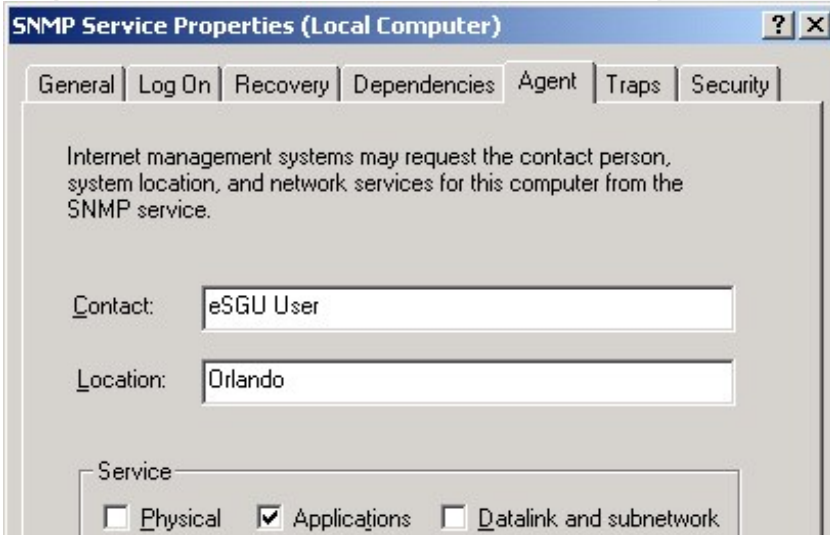 SNMP Service Properties (Local Computer)
General Log On Recovery Dependencies Agent Traps Security
Internet management systems may request the contact person,
system location, and network services for this computer from the
SNMP service.
Contact: eSGU User
Location: Orlando
Service
Physical Applications Datalink and subnetwork